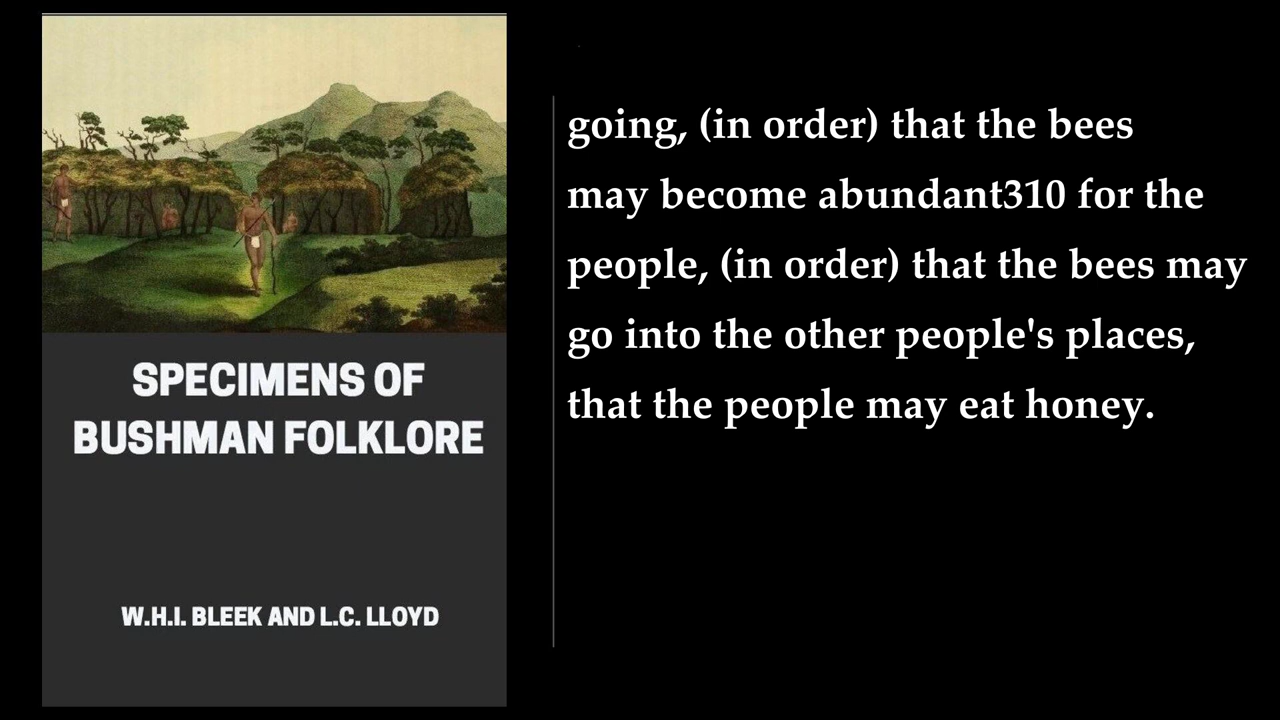 SPECIMENS OF
BUSHMAN FOLKLORE
W.H.I. BLEEK AND L.C. LLOYD
going, (in order) that the bees
may become abundant310 for the
people, (in order) that the bees may
go into the other people's places,
that the people may eat honey.